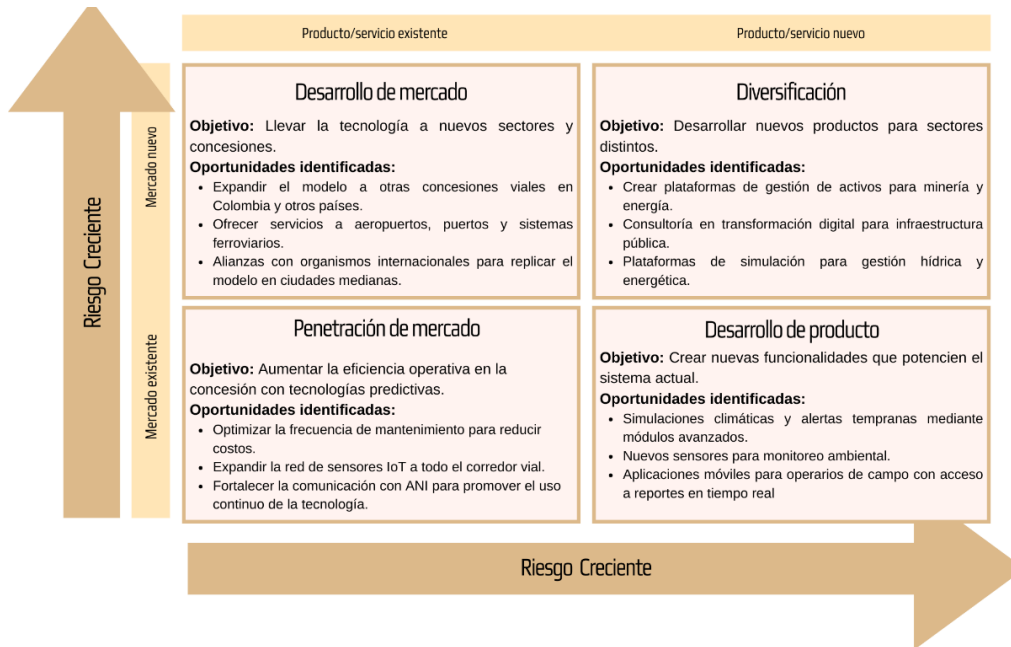 Producto/servicio existente
Producto/servicio nuevo
Riesgo Creciente
Mercado nuevo
Desarrollo de mercado
Objetivo: Llevar la tecnología a nuevos sectores y
concesiones.
Oportunidades identificadas:
• Expandir el modelo a otras concesiones viales en
Colombia y otros países.
• Ofrecer servicios a aeropuertos, puertos y sistemas
ferroviarios.
• Alianzas con organismos internacionales para replicar el
modelo en ciudades medianas.
Diversificación
Objetivo: Desarrollar nuevos productos para sectores
distintos.
Oportunidades identificadas:
• Crear plataformas de gestión de activos para minería y
energía.
• Consultoría en transformación digital para infraestructura
pública.
• Plataformas de simulación para gestión hídrica y
energética.
Mercado existente
Penetración de mercado
Objetivo: Aumentar la eficiencia operativa en la
concesión con tecnologías predictivas.
Oportunidades identificadas:
• Optimizar la frecuencia de mantenimiento para reducir
costos.
• Expandir la red de sensores IoT a todo el corredor vial.
• Fortalecer la comunicación con ANI para promover el uso
continuo de la tecnología.
Desarrollo de producto
Objetivo: Crear nuevas funcionalidades que potencien el
sistema actual.
Oportunidades identificadas:
• Simulaciones climáticas y alertas tempranas mediante
módulos avanzados.
• Nuevos sensores para monitoreo ambiental.
• Aplicaciones móviles para operarios de campo con acceso
a reportes en tiempo real
Riesgo Creciente